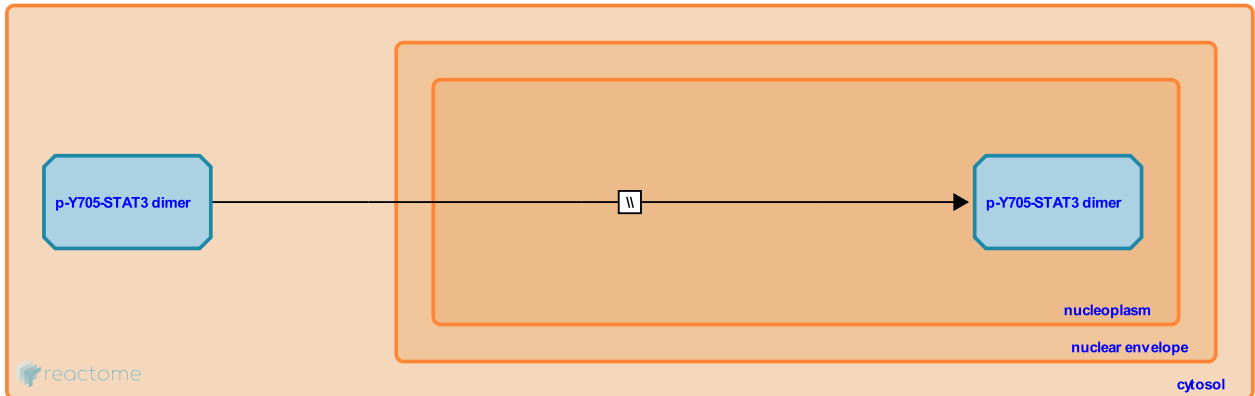 p-Y705-STAT3 dimer
\\
p-Y705-STAT3 dimer
nucleoplasm
nuclear envelope
reactome
cytosol